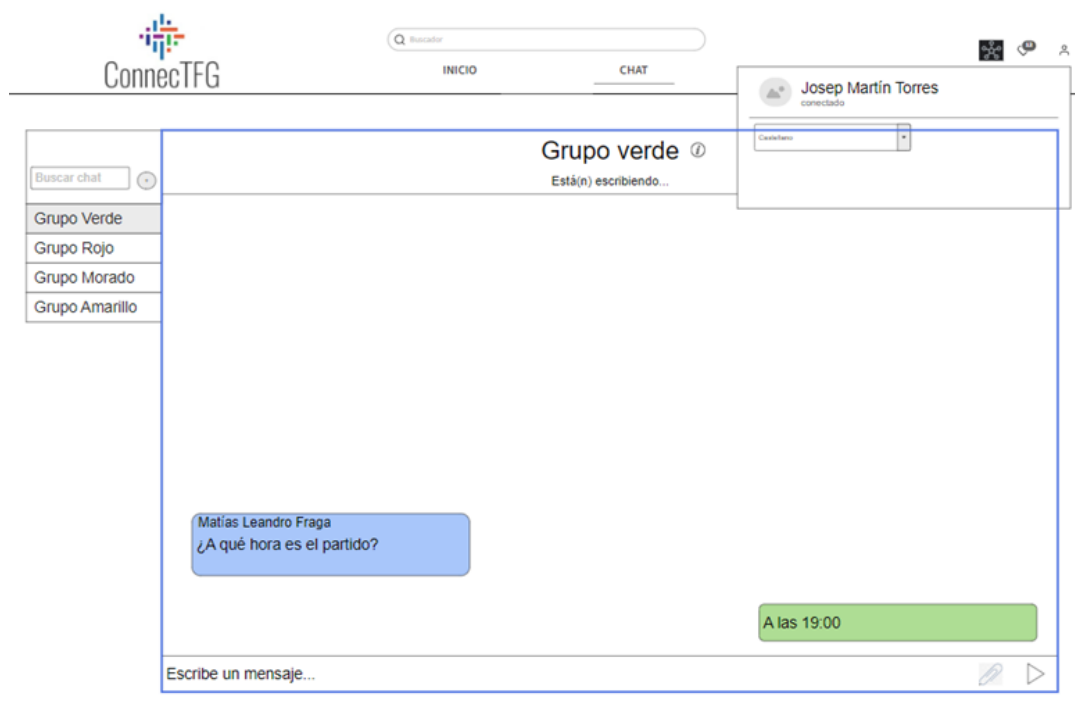 ConnecTFG
Buscador
INICIO
CHAT
Josep Martín Torres
conectado
Castellano
Buscar chat
Grupo Verde
Grupo Rojo
Grupo Morado
Grupo Amarillo
Grupo verde
Está(n) escribiendo...
Matías Leandro Fraga
¿A qué hora es el partido?
A las 19:00
Escribe un mensaje...